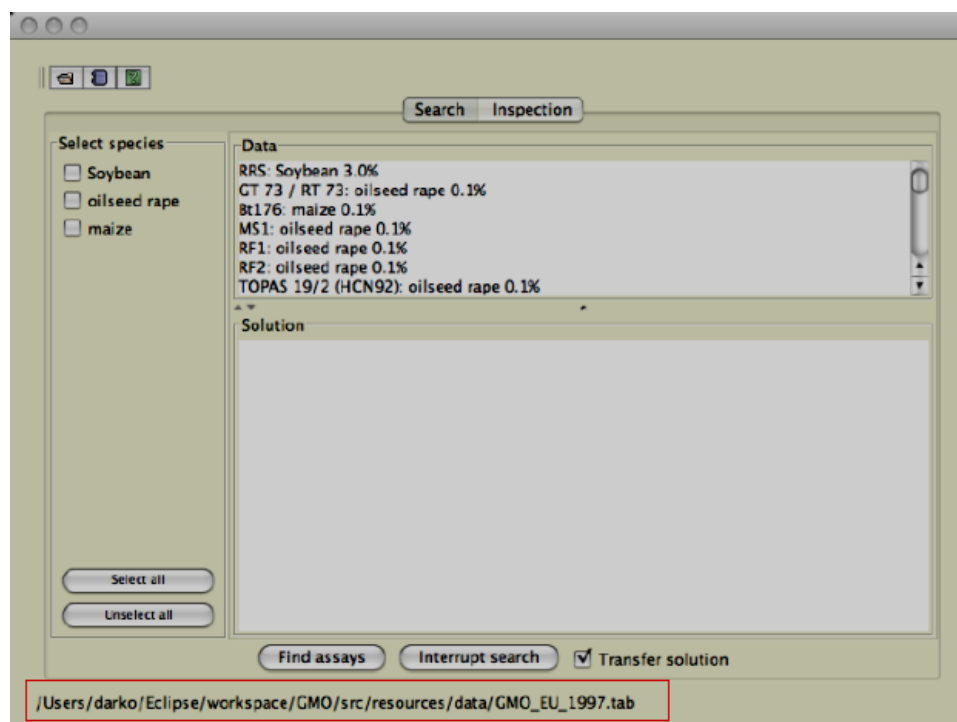 Search Inspection
Select species
Soybean
oilseed rape
maize
Data
RRS: Soybean 3.0%
GT 73 / RT 73: oilseed rape 0.1%
Bt176: maize 0.1%
MS1: oilseed rape 0.1%
RF1: oilseed rape 0.1%
RF2: oilseed rape 0.1%
TOPAS 19/2 (HCN92): oilseed rape 0.1%
Solution
Select all
Unselect all
Find assays Interrupt search Transfer solution
/Users/darko/Eclipse/workspace/GMO/src/resources/data/GMO_EU_1997.tab